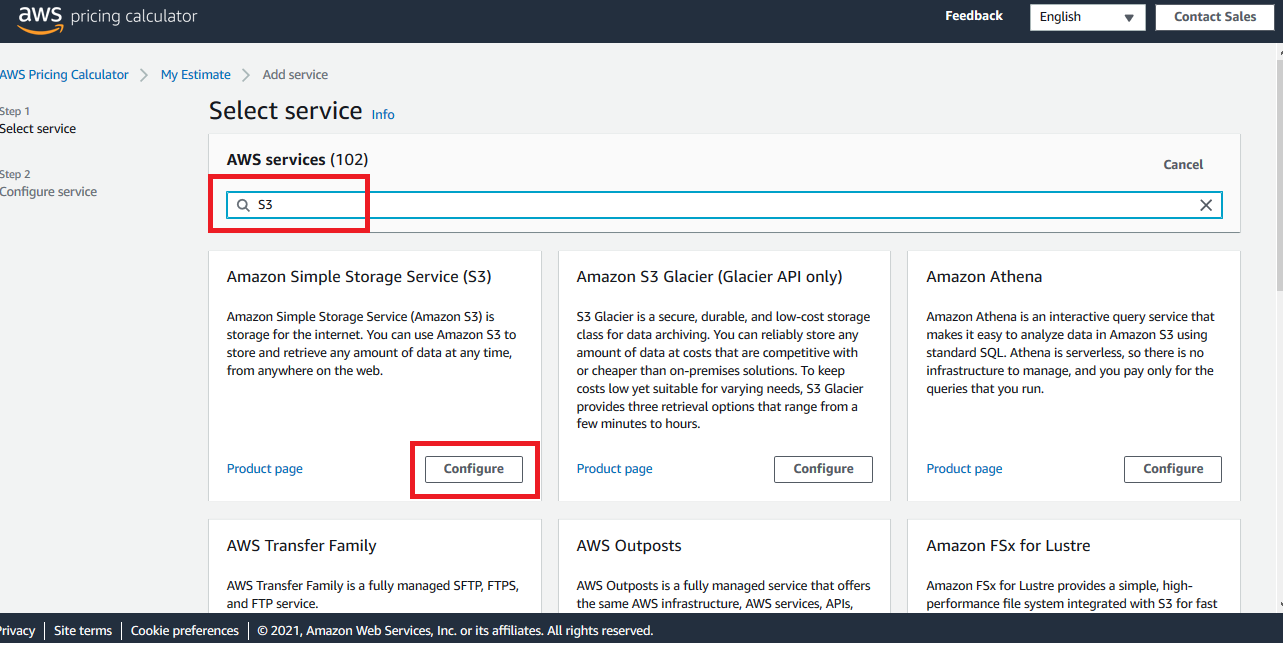 aws pricing calculator
Feedback
English
Contact Sales
AWS Pricing Calculator
My Estimate
Add service
Step 1
Select service
Step 2
Configure service
Select service Info
AWS services (102)
Cancel
S3
Amazon Simple Storage Service (S3)
Amazon Simple Storage Service (Amazon S3) is
storage for the internet. You can use Amazon S3 to
store and retrieve any amount of data at any time,
from anywhere on the web.
Product page
Configure
Amazon S3 Glacier (Glacier API only)
S3 Glacier is a secure, durable, and low-cost storage
class for data archiving. You can reliably store any
amount of data at costs that are competitive with
or cheaper than on-premises solutions. To keep
costs low yet suitable for varying needs, S3 Glacier
provides three retrieval options that range from a
few minutes to hours.
Product page
Configure
Amazon Athena
Amazon Athena is an interactive query service that
makes it easy to analyze data in Amazon S3 using
standard SQL. Athena is serverless, so there is no
infrastructure to manage, and you pay only for the
queries that you run.
Product page
Configure
AWS Transfer Family
AWS Transfer Family is a fully managed SFTP, FTPS,
and FTP service.
AWS Outposts
AWS Outposts is a fully managed service that offers
the same AWS infrastructure, AWS services, APIs,
Amazon FSx for Lustre
Amazon FSx for Lustre provides a simple, high-
performance file system integrated with S3 for fast
Privacy
Site terms
Cookie preferences
© 2021, Amazon Web Services, Inc. or its affiliates. All rights reserved.